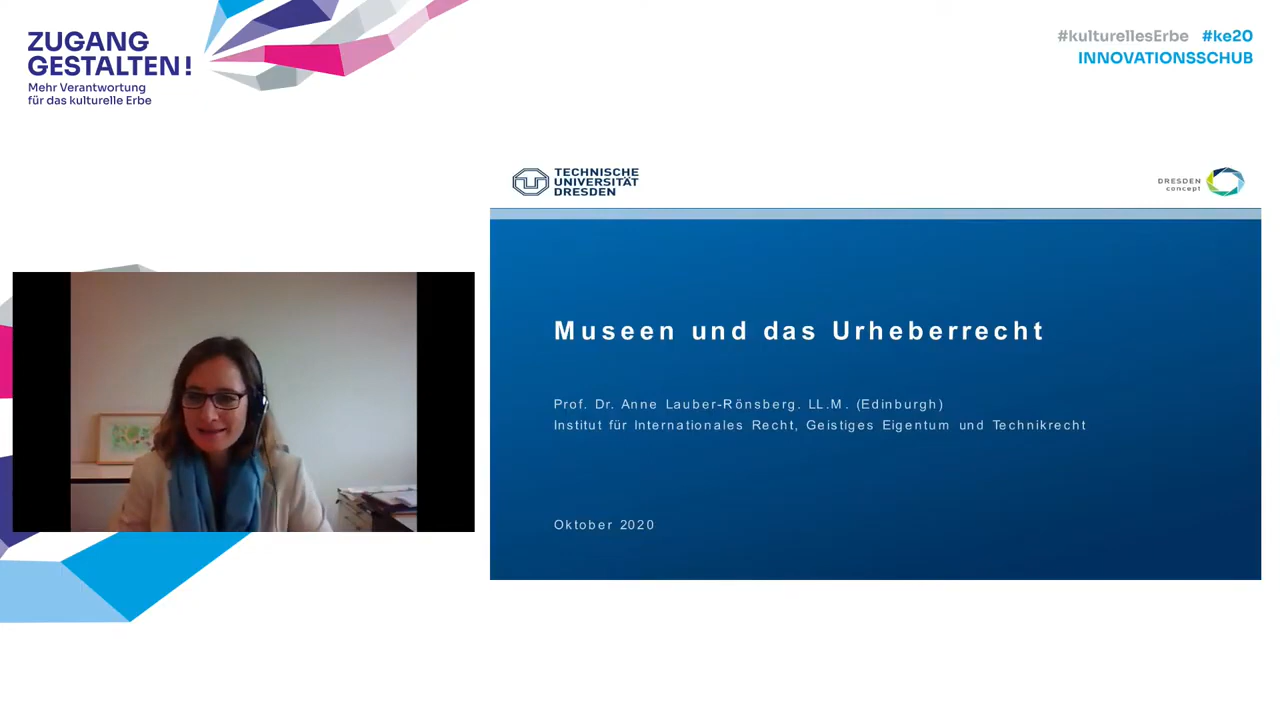 ZUGANG
GESTALTEN!
Mehr Verantwortung
für das kulturelle Erbe
#kulturellesErbe #ke20
INNOVATIONSSCHUB
TECHNISCHE
UNIVERSITÄT
DRESDEN
DRESDEN
concept
Museen und das Urheberrecht
Prof. Dr. Anne Lauber-Rönsberg. LL.M. (Edinburgh)
Institut für Internationales Recht, Geistiges Eigentum und Technikrecht
Oktober 2020